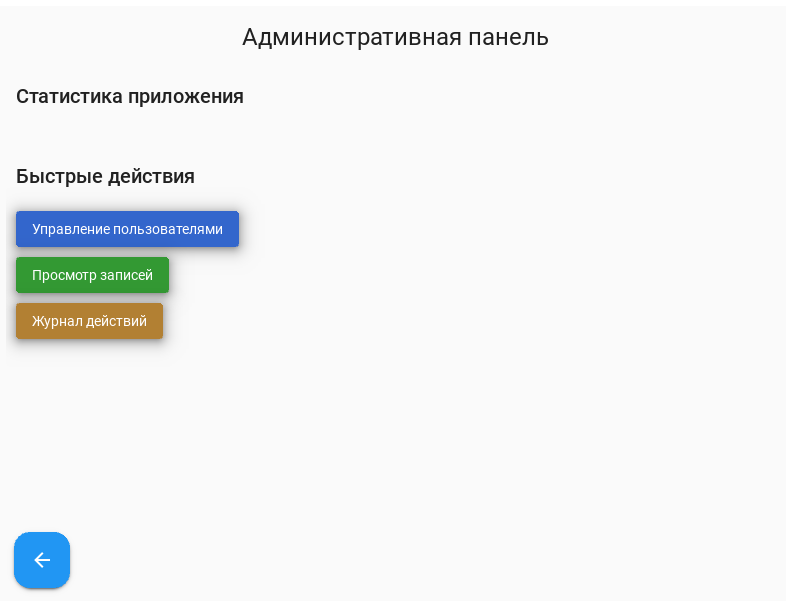 Административная панель
Статистика приложения
Быстрые действия
Управление пользователями
Просмотр записей
Журнал действий